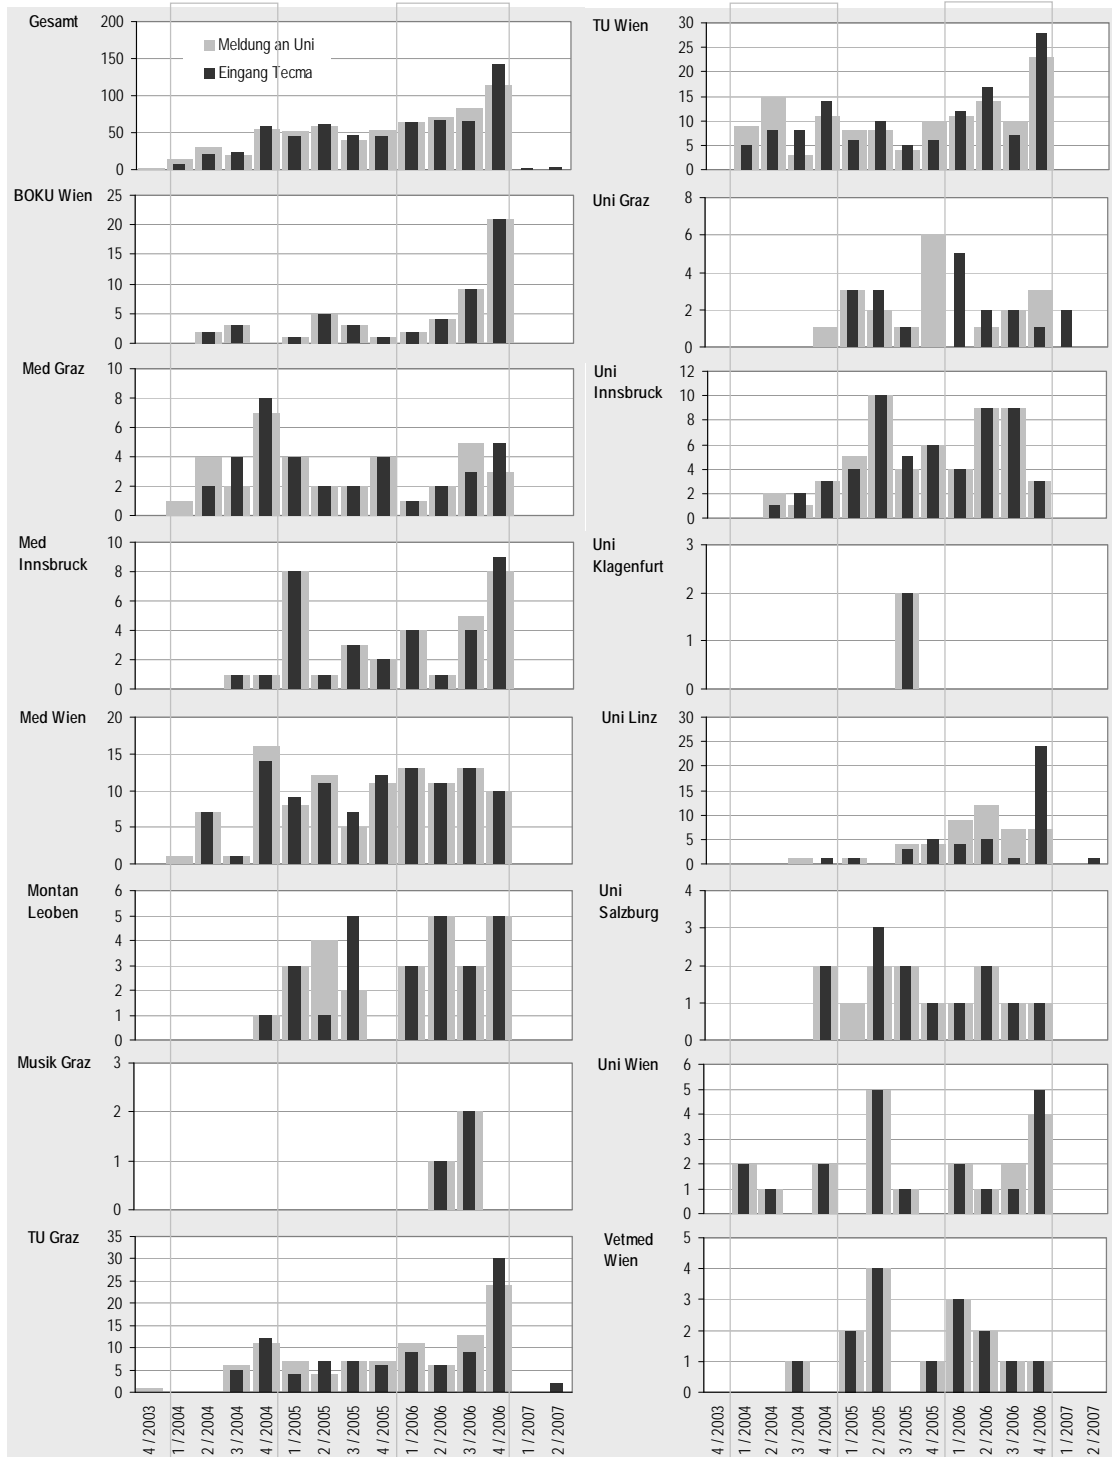 Gesamt
200
150
100
50
0
Meldung an Uni
Eingang Tecma
TU Wien
30
25
20
15
10
5
0
BOKU Wien
25
20
15
10
5
0
Uni Graz
8
6
4
2
0
Med Graz
10
8
6
4
2
0
Uni
Innsbruck
12
10
8
6
4
2
0
Med
Innsbruck
10
8
6
4
2
0
Uni
Klagenfurt
3
2
1
0
Med Wien
20
15
10
5
0
Uni Linz
30
25
20
15
10
5
0
Montan
Leoben
6
5
4
3
2
1
0
Uni
Salzburg
4
3
2
1
0
Musik Graz
3
2
1
0
Uni Wien
6
5
4
3
2
1
0
TU Graz
35
30
25
20
15
10
5
0
Vetmed
Wien
5
4
3
2
1
0
4 / 2003
1 / 2004
2 / 2004
3 / 2004
4 / 2004
1 / 2005
2 / 2005
3 / 2005
4 / 2005
1 / 2006
2 / 2006
3 / 2006
4 / 2006
1 / 2007
2 / 2007
4 / 2003
1 / 2004
2 / 2004
3 / 2004
4 / 2004
1 / 2005
2 / 2005
3 / 2005
4 / 2005
1 / 2006
2 / 2006
3 / 2006
4 / 2006
1 / 2007
2 / 2007